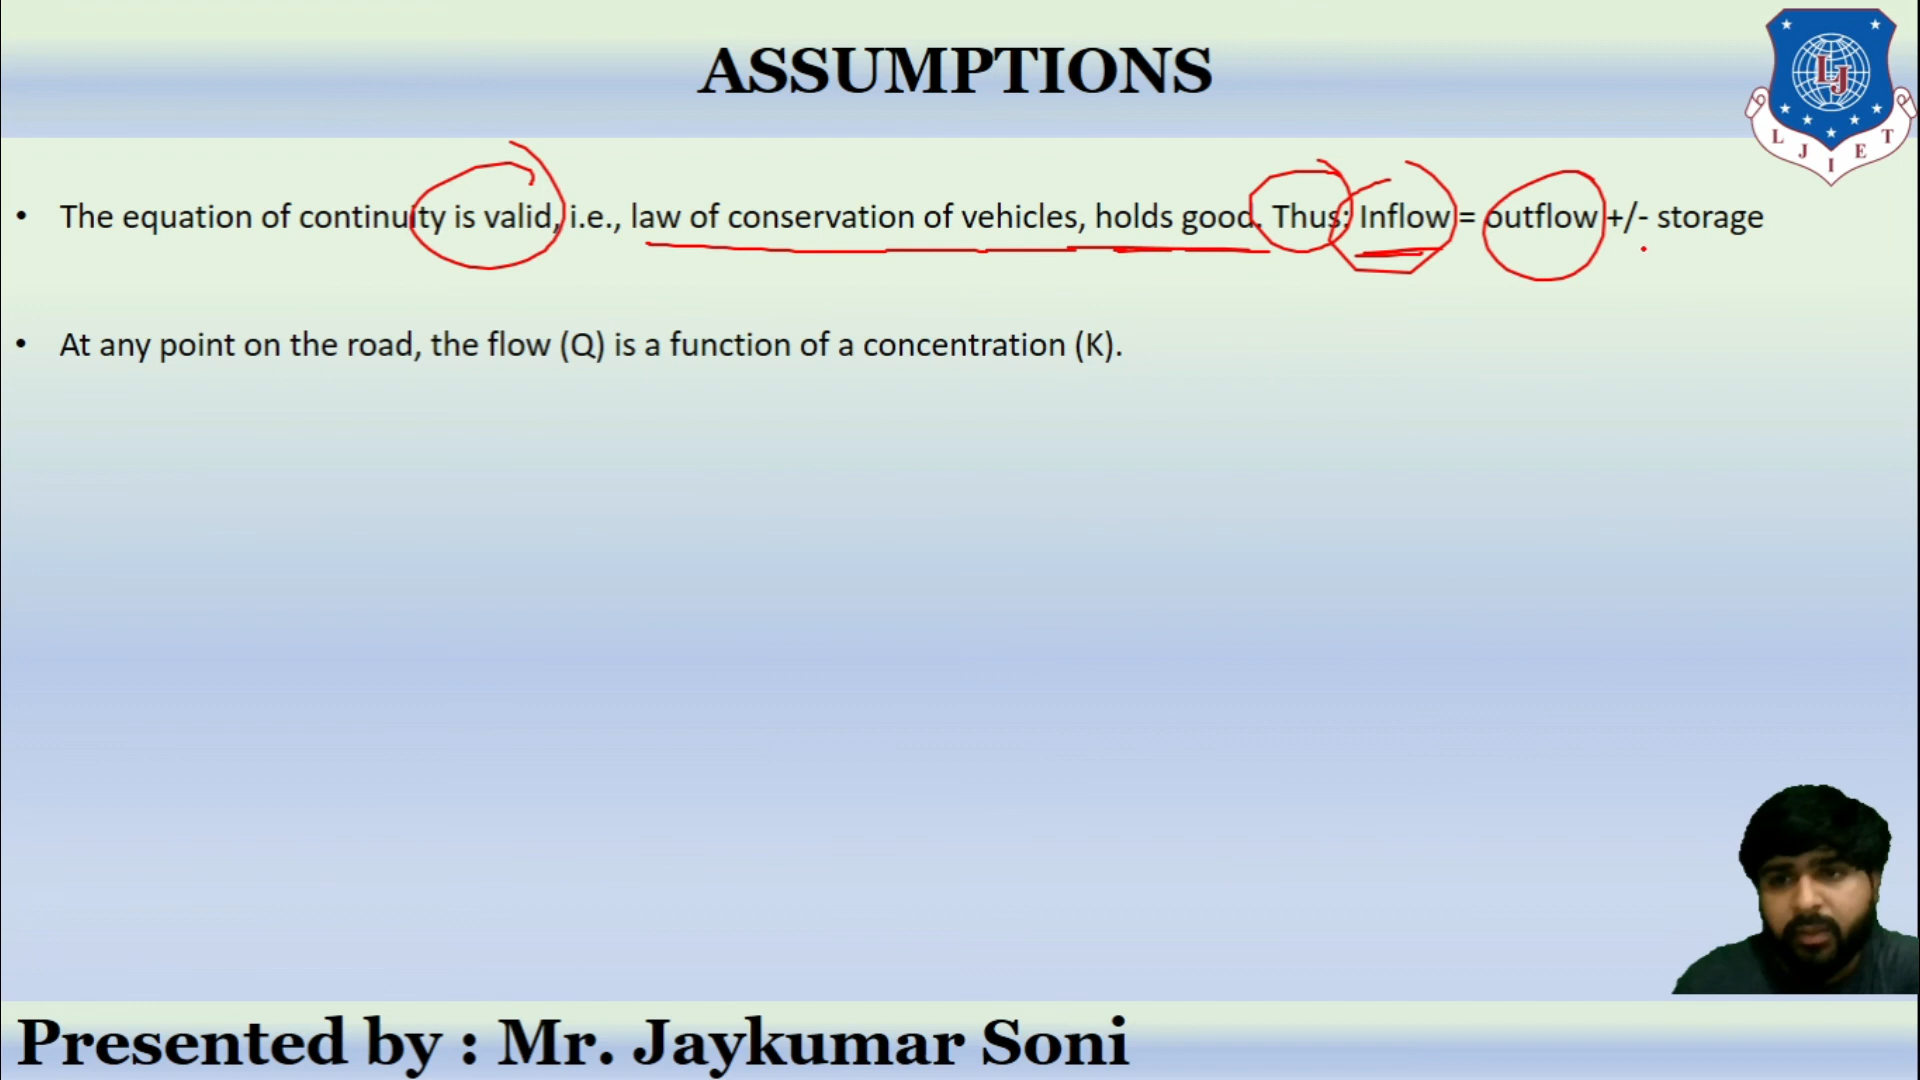 ASSUMPTIONS
LJ
L J I E T
• The equation of continuity is valid, i.e., law of conservation of vehicles, holds good. Thus; Inflow = outflow +/- storage
• At any point on the road, the flow (Q) is a function of a concentration (K).
Presented by : Mr. Jaykumar Soni